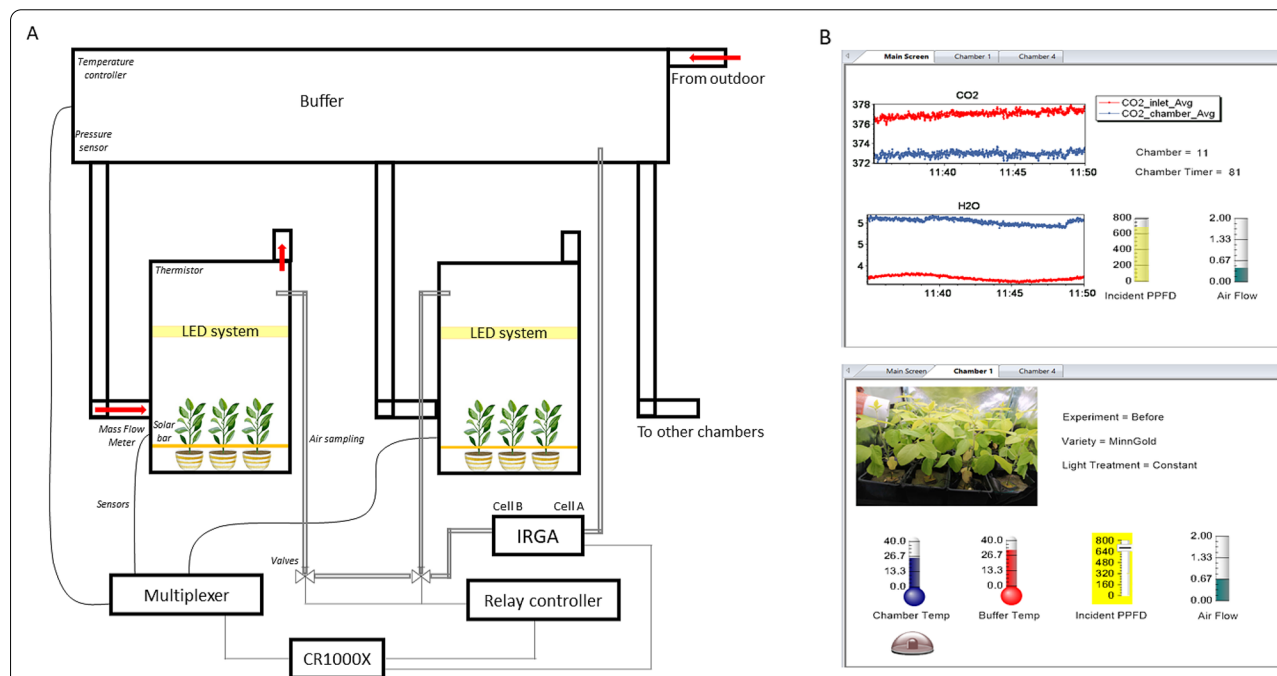 A
Temperature
controller
Buffer
From outdoor
Pressure
sensor
Thermistor
LED system
LED system
Mass Flow
Meter
Solar
bar
Air sampling
To other chambers
Sensors
Cell B
Cell A
IRGA
Valves
Multiplexer
Relay controller
CR1000X
B
Main Screen
Chamber 1
Chamber 4
CO2
378
376
374
372
11:40
11:45
11:50
CO2_inlet_Avg
CO2_chamber_Avg
Chamber = 11
Chamber Timer = 81
H2O
5
5
4
11:40
11:45
11:50
800
600
400
200
0
Incident PPFD
2.00
1.33
0.67
0.00
Air Flow
Main Screen
Chamber 1
Chamber 4
Experiment = Before
Variety = MinnGold
Light Treatment = Constant
40.0
26.7
13.3
0.0
Chamber Temp
40.0
26.7
13.3
0.0
Buffer Temp
800
640
480
320
160
0
Incident PPFD
2.00
1.33
0.67
0.00
Air Flow